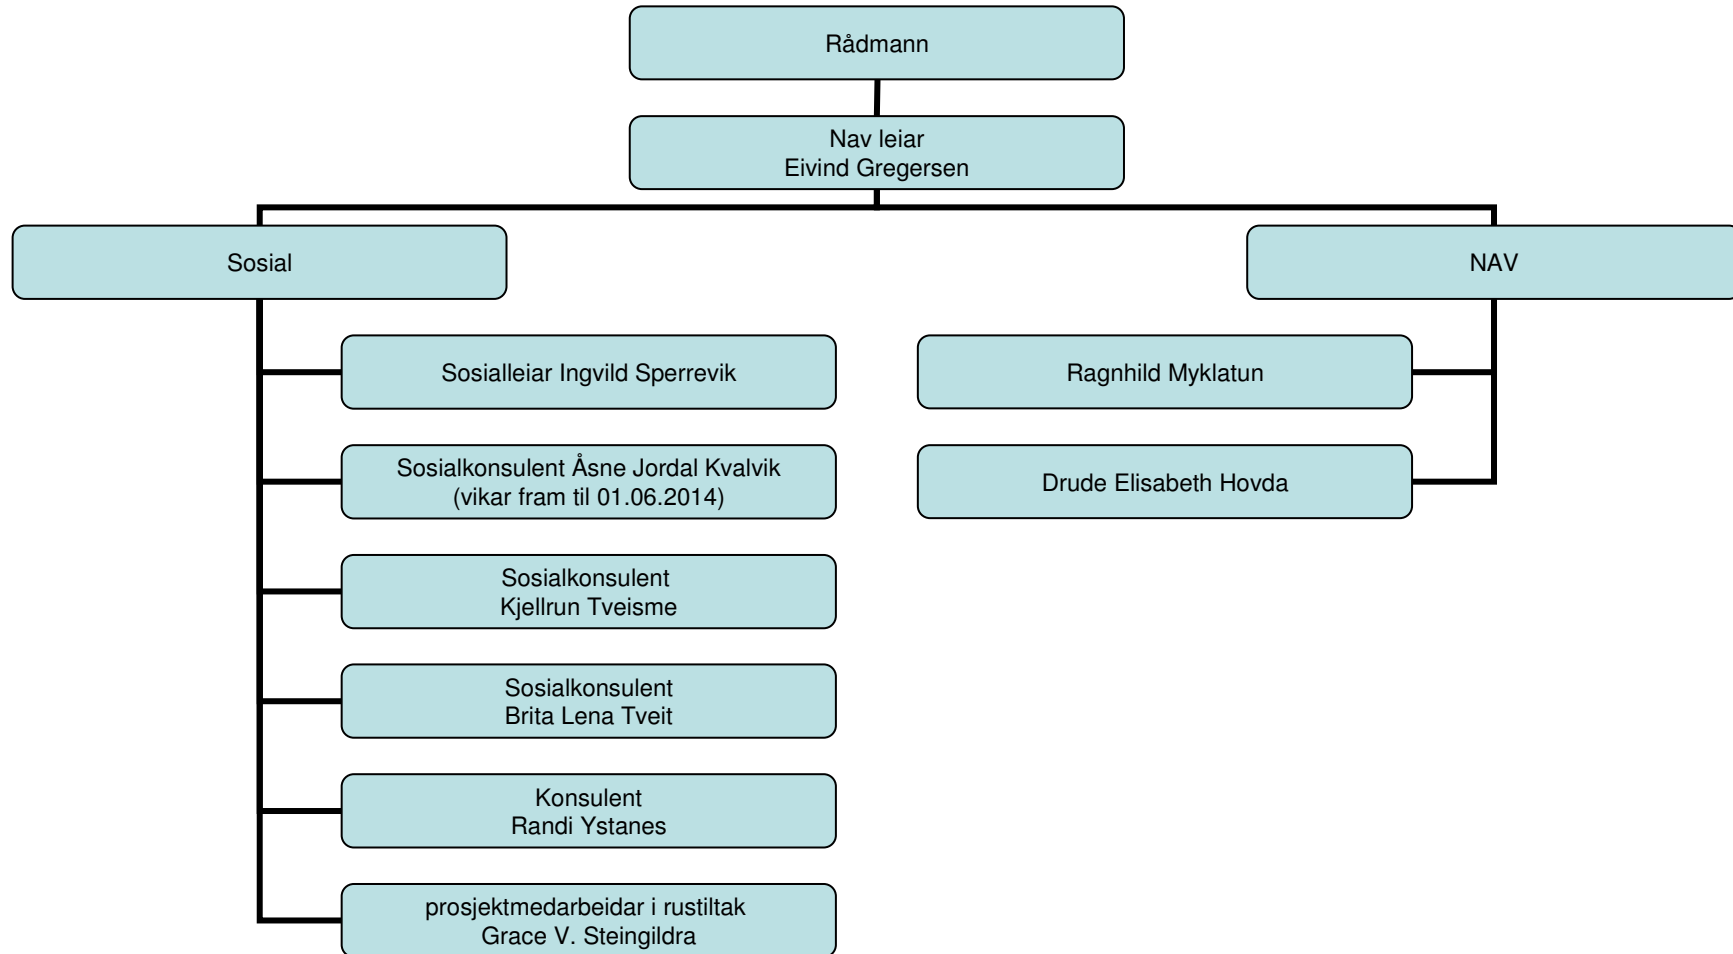 Rådmann
Nav leiar
Eivind Gregersen
Sosial
NAV
Sosialleiar Ingvild Sperrevik
Ragnhild Myklatun
Sosialkonsulent Åsne Jordal Kvalvik
(vikar fram til 01.06.2014)
Drude Elisabeth Hovda
Sosialkonsulent
Kjellrun Tveisme
Sosialkonsulent
Brita Lena Tveit
Konsulent
Randi Ystanes
prosjektmedarbeidar i rustiltak
Grace V. Steingildra